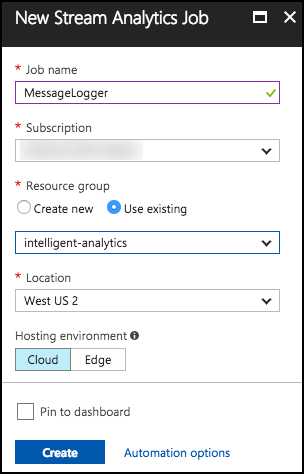 New Stream Analytics Job
* Job name
MessageLogger
* Subscription
* Resource group
Create new Use existing
intelligent-analytics
* Location
West US 2
Hosting environment
Cloud Edge
Pin to dashboard
Create Automation options